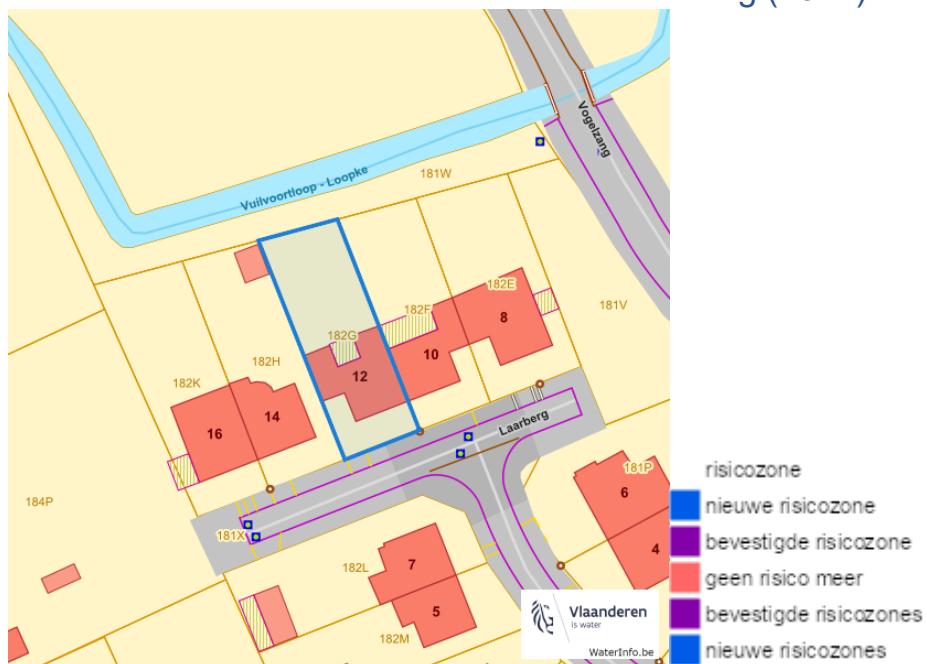 Vogelzang
181W
Vuilvoortloop - Loopke
182E
181V
182F
8
182G
10
182H
12
182K
14
Laarberg
16
181P
6
184P
181X
7
4
182L
5
182M
Vlaanderen
is water
WaterInfo.be
risicozone
nieuwe risicozone
bevestigde risicozone
geen risico meer
bevestigde risicozones
nieuwe risicozones